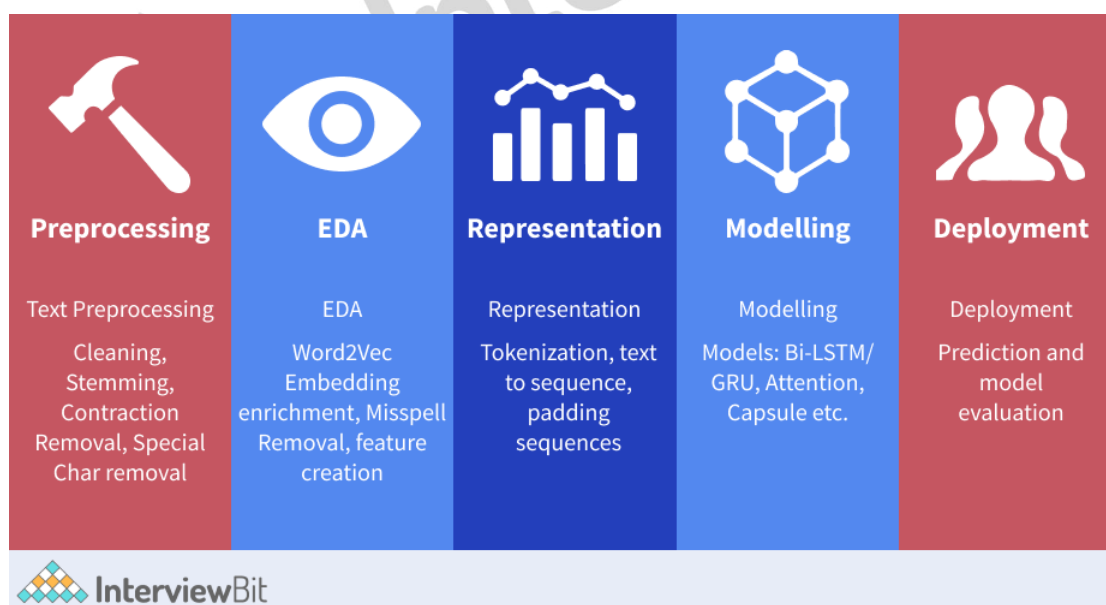 Preprocessing
Text Preprocessing
Cleaning,
Stemming,
Contraction
Removal, Special
Char removal
EDA
EDA
Word2Vec
Embedding
enrichment, Misspell
Removal, feature
creation
Representation
Representation
Tokenization, text
to sequence,
padding
sequences
Modelling
Modelling
Models: Bi-LSTM/
GRU, Attention,
Capsule etc.
Deployment
Deployment
Prediction and
model
evaluation
InterviewBit